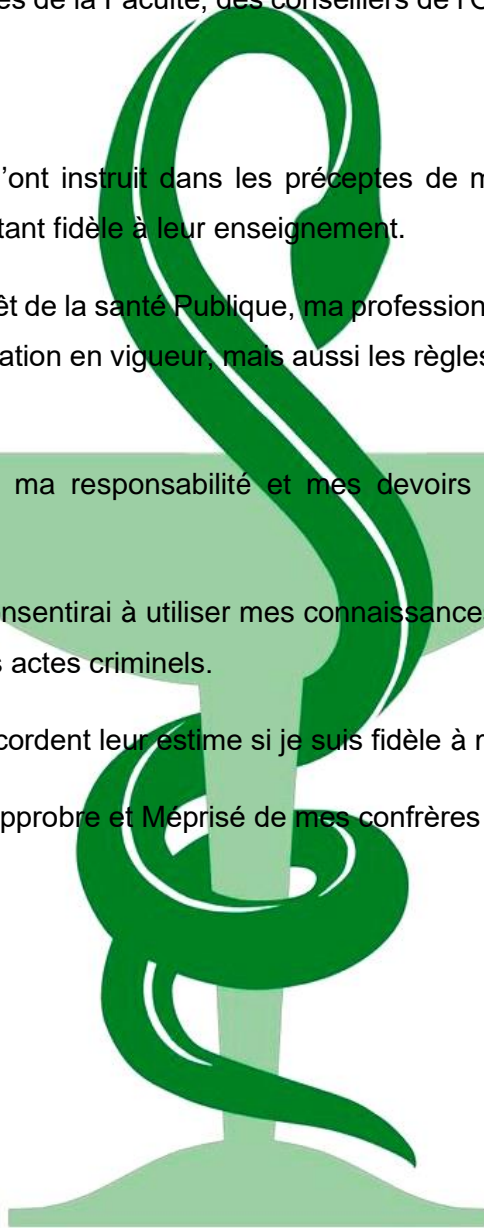 es de la Faculté, des conseillers de l'O
'ont instruit dans les préceptes de m
tant fidèle à leur enseignement.
êt de la santé Publique, ma profession
ation en vigueur, mais aussi les règles
ma responsabilité et mes devoirs
onsentirai à utiliser mes connaissances
s actes criminels.
cordent leur estime si je suis fidèle à m
pprobre et Méprisé de mes confrères